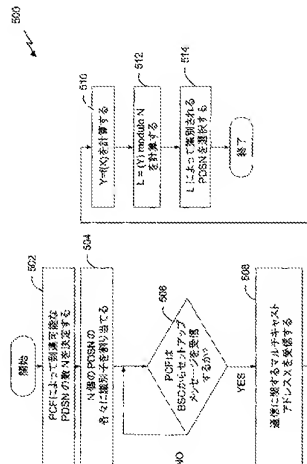 500
開始
502
PCFによって到達可能な
PDSNの数Nを決定する
504
N個のPDSNの
各々に識別子を割り当てる
506
PCFは
BSCからセットアップ
メッセージを受信
するか?
NO
YES
508
通信に関するマルチキャスト
アドレスXを受信する
510
Y=f(X)を計算する
512
L = (Y) modulo N
を計算する
514
Lによって識別される
PDSNを選択する
終了